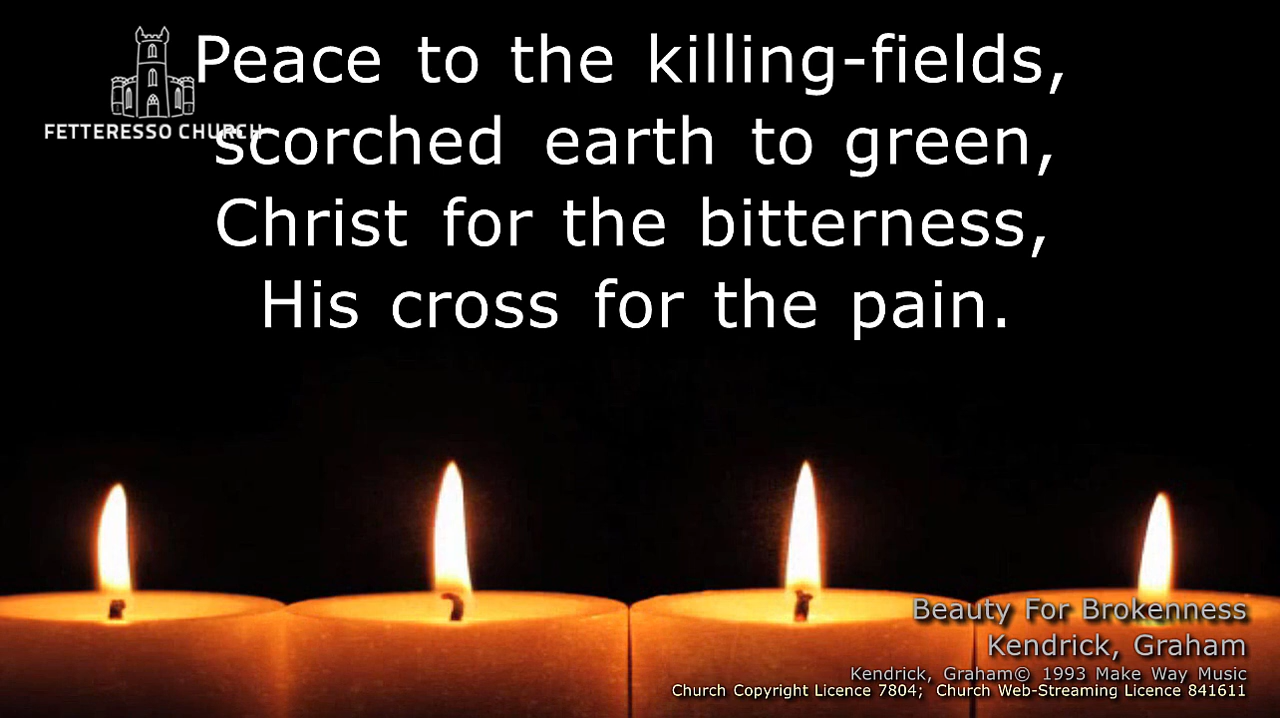 Peace to the killing-fields,
FETTERESSO CHURCH
scorched earth to green,
Christ for the bitterness,
His cross for the pain.
Beauty For Brokenness
Kendrick, Graham
Kendrick, Graham© 1993 Make Way Music
Church Copyright Licence 7804; Church Web-Streaming Licence 841611